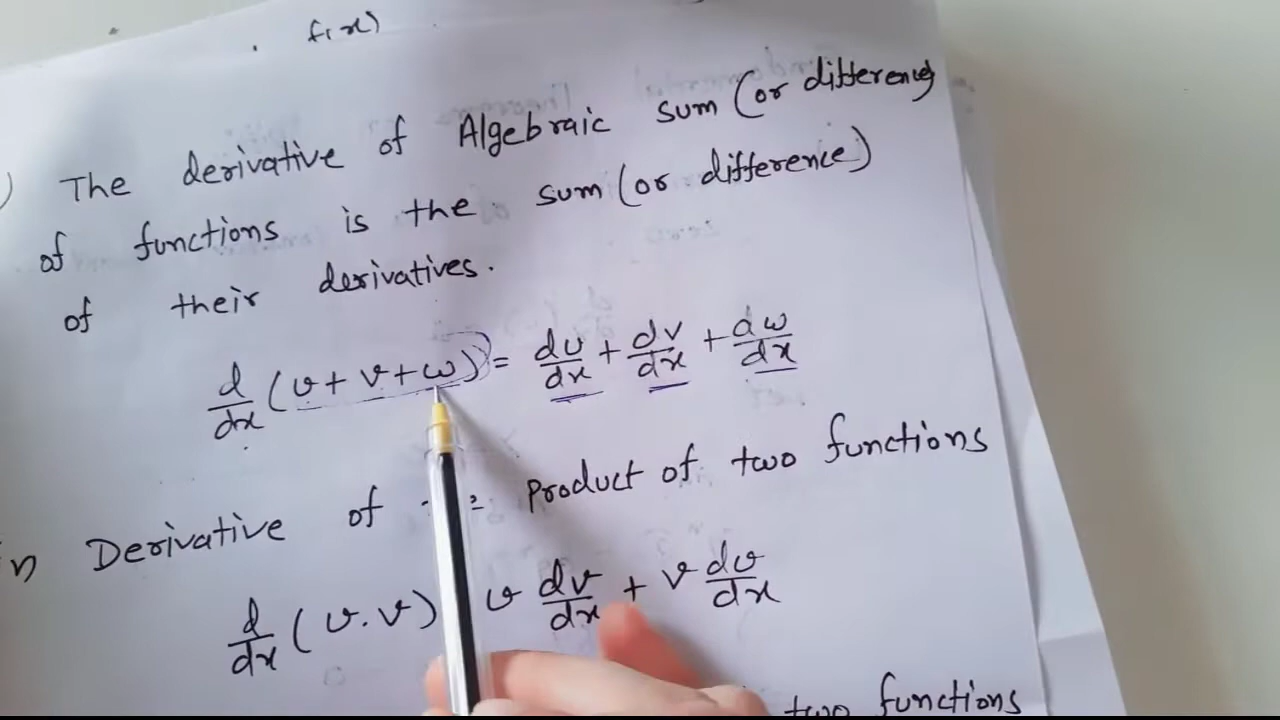 f(x)
) The derivative of Algebraic sum (or difference)
of functions is the sum (or difference)
of their derivatives.
d/dx (u + v + w) = du/dx + dv/dx + dw/dx
Derivative of product of two functions
d/dx (u.v) u dv/dx + v du/dx
two functions